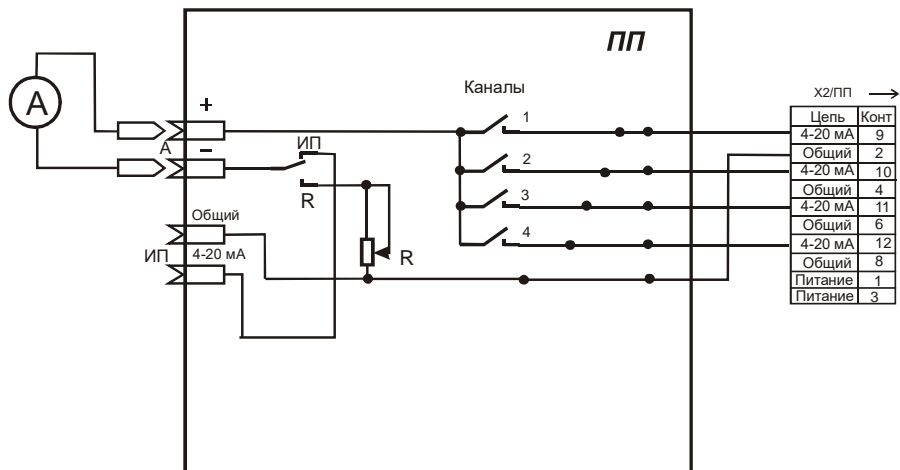 ПП
Каналы
Х2/ПП
A
+
A
–
ИП
R
Общий
ИП
4-20 мА
R
1
2
3
4
Цепь Конт
4-20 мА 9
Общий 2
4-20 мА 10
Общий 4
4-20 мА 11
Общий 6
4-20 мА 12
Общий 8
Питание 1
Питание 3